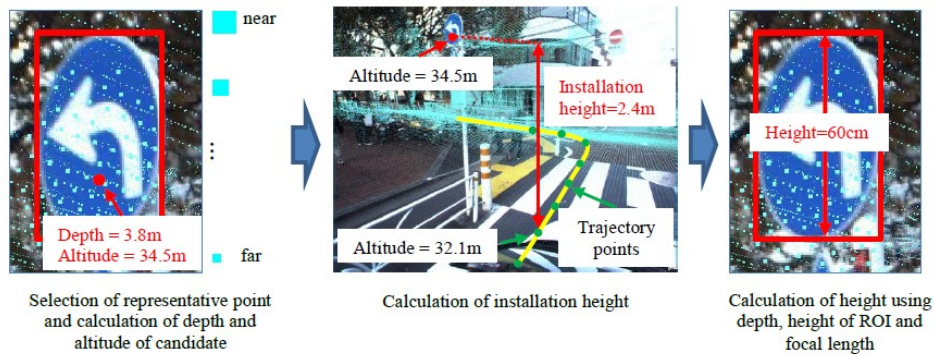 near
⋮
far
Depth = 3.8m
Altitude = 34.5m
Selection of representative point
and calculation of depth and
altitude of candidate
Altitude = 34.5m
Installation
height=2.4m
Altitude = 32.1m
Trajectory
points
Calculation of installation height
Height=60cm
Calculation of height using
depth, height of ROI and
focal length